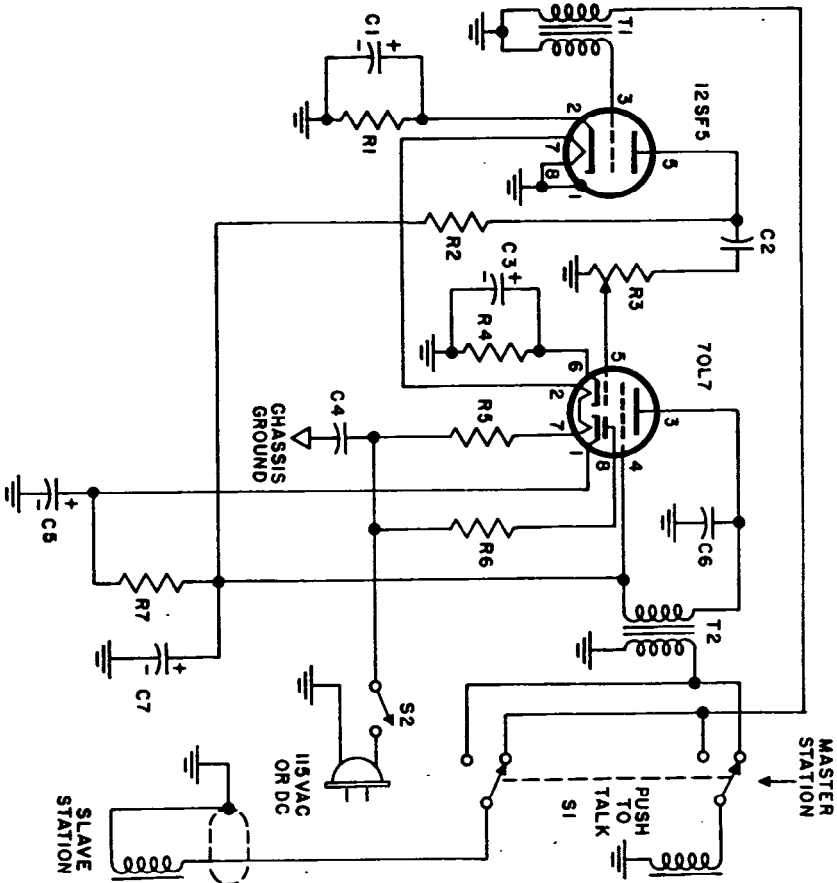 T1
C1
+
-
R1
12SF5
3
2
7
8
1
5
R2
C2
R3
C3
+
-
R4
70L7
5
6
2
7
1
8
4
3
R5
R6
C4
CHASSIS
GROUND
C5
+
-
R7
C7
+
-
C6
T2
S2
115VAC
OR DC
MASTER
STATION
PUSH
TO
TALK
S1
SLAVE
STATION